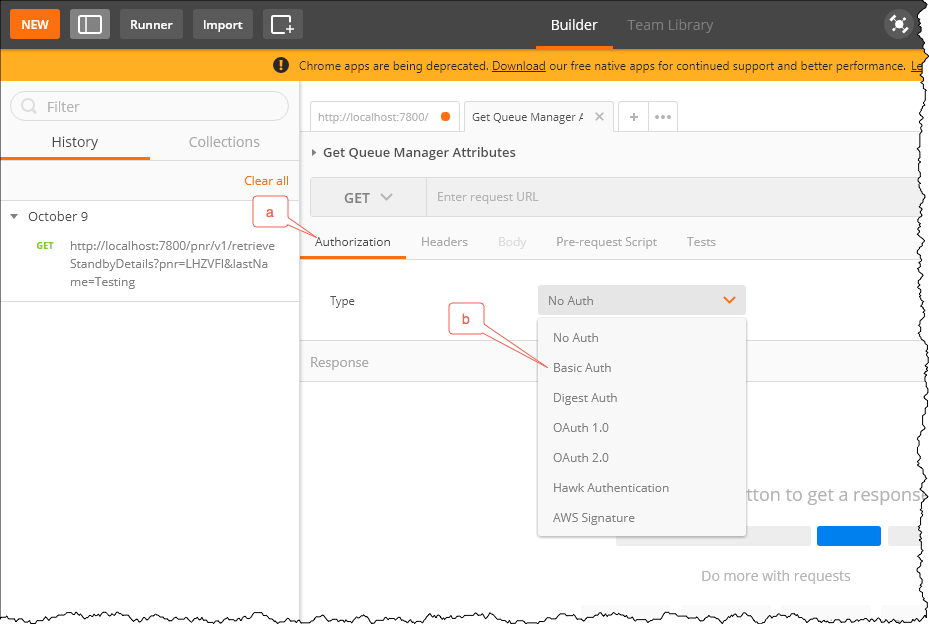 NEW
Runner
Import
Builder
Team Library
Chrome apps are being deprecated. Download our free native apps for continued support and better performance. Le
Filter
History
Collections
Clear all
October 9
GET
http://localhost:7800/pnr/v1/retrieve
StandbyDetails?pnr=LHZVFI&lastNa
me=Testing
http://localhost:7800/
Get Queue Manager A
Get Queue Manager Attributes
GET
Enter request URL
a
Authorization
Headers
Body
Pre-request Script
Tests
Type
No Auth
b
No Auth
Basic Auth
Digest Auth
OAuth 1.0
OAuth 2.0
Hawk Authentication
AWS Signature
Response
tton to get a respons
Do more with requests